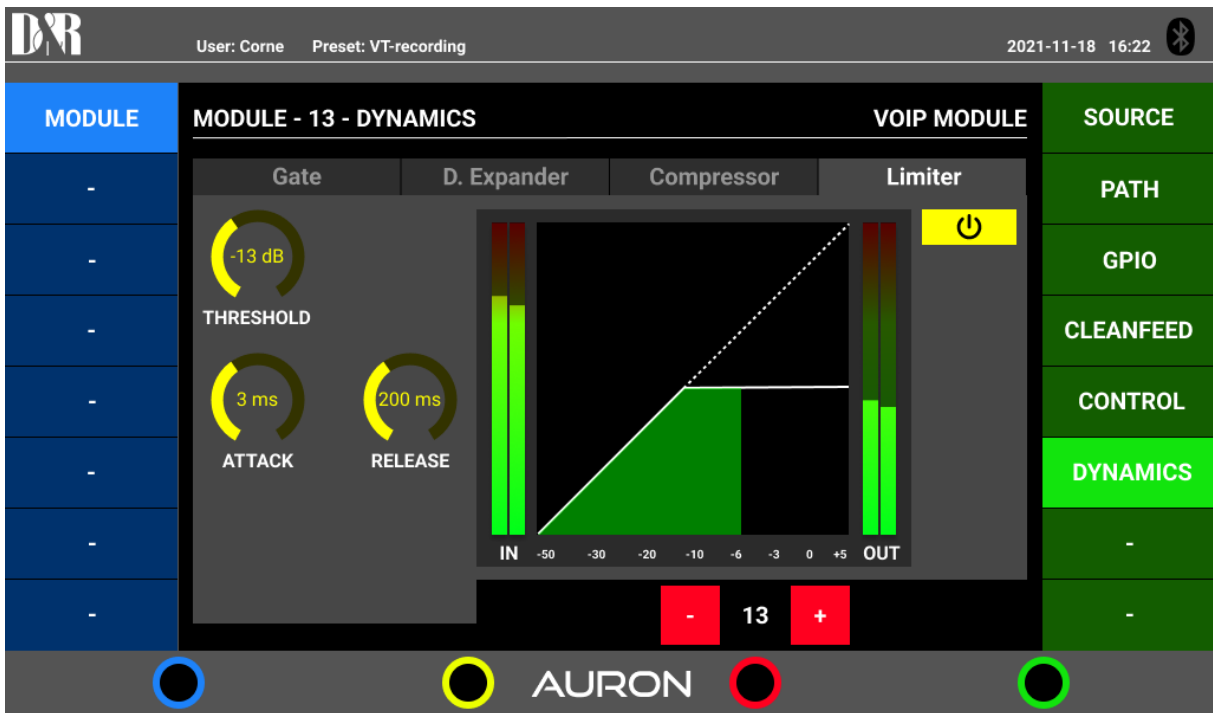 D&R
User: Corne Preset: VT-recording 2021-11-18 16:22
MODULE
-
-
-
-
-
-
-
MODULE - 13 - DYNAMICS VOIP MODULE
Gate D. Expander Compressor Limiter
-13 dB
THRESHOLD
3 ms 200 ms
ATTACK RELEASE
IN -50 -30 -20 -10 -6 -3 0 +5 OUT
- 13 +
SOURCE
PATH
GPIO
CLEANFEED
CONTROL
DYNAMICS
-
-
AURON